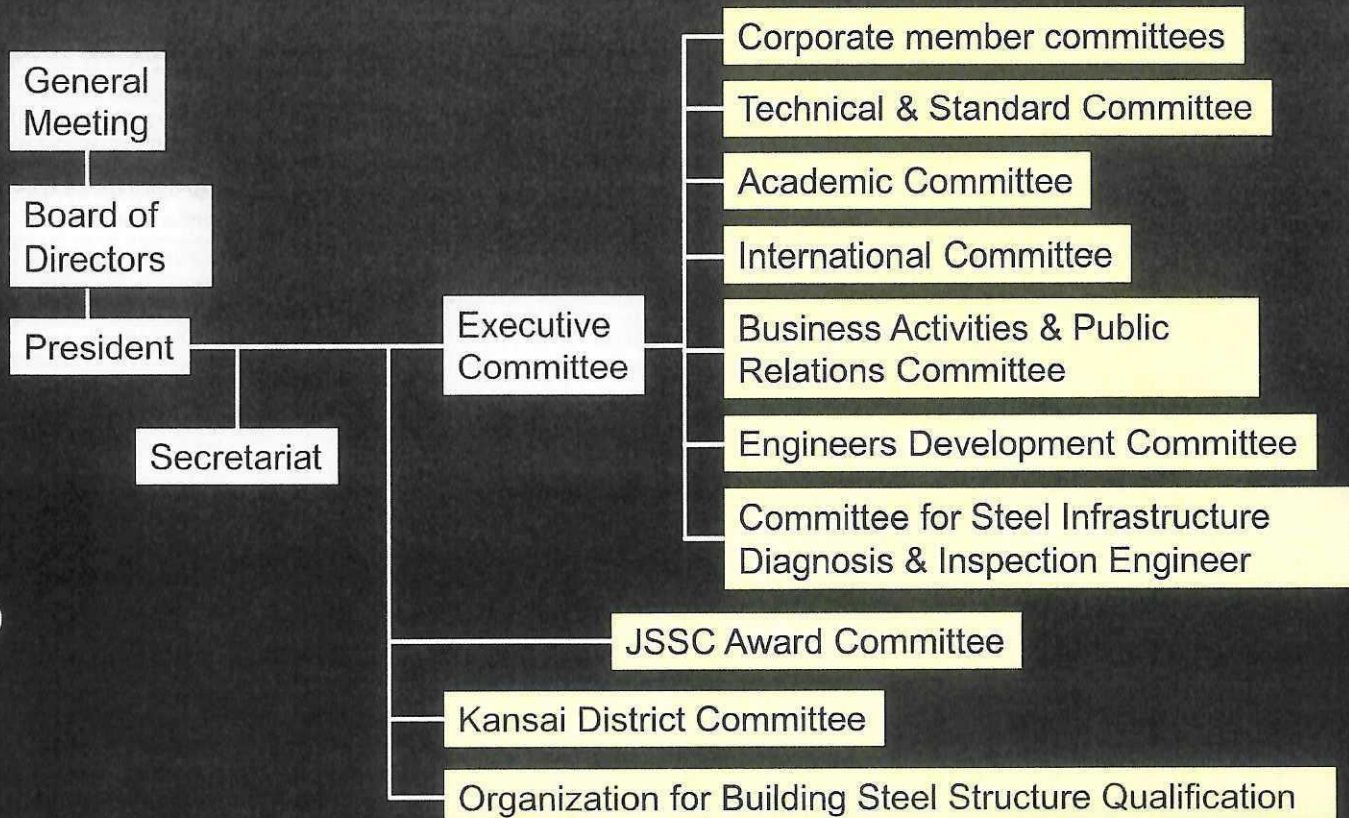 General
Meeting
Board of
Directors
President
Secretariat
Executive
Committee
Corporate member committees
Technical & Standard Committee
Academic Committee
International Committee
Business Activities & Public
Relations Committee
Engineers Development Committee
Committee for Steel Infrastructure
Diagnosis & Inspection Engineer
JSSC Award Committee
Kansai District Committee
Organization for Building Steel Structure Qualification